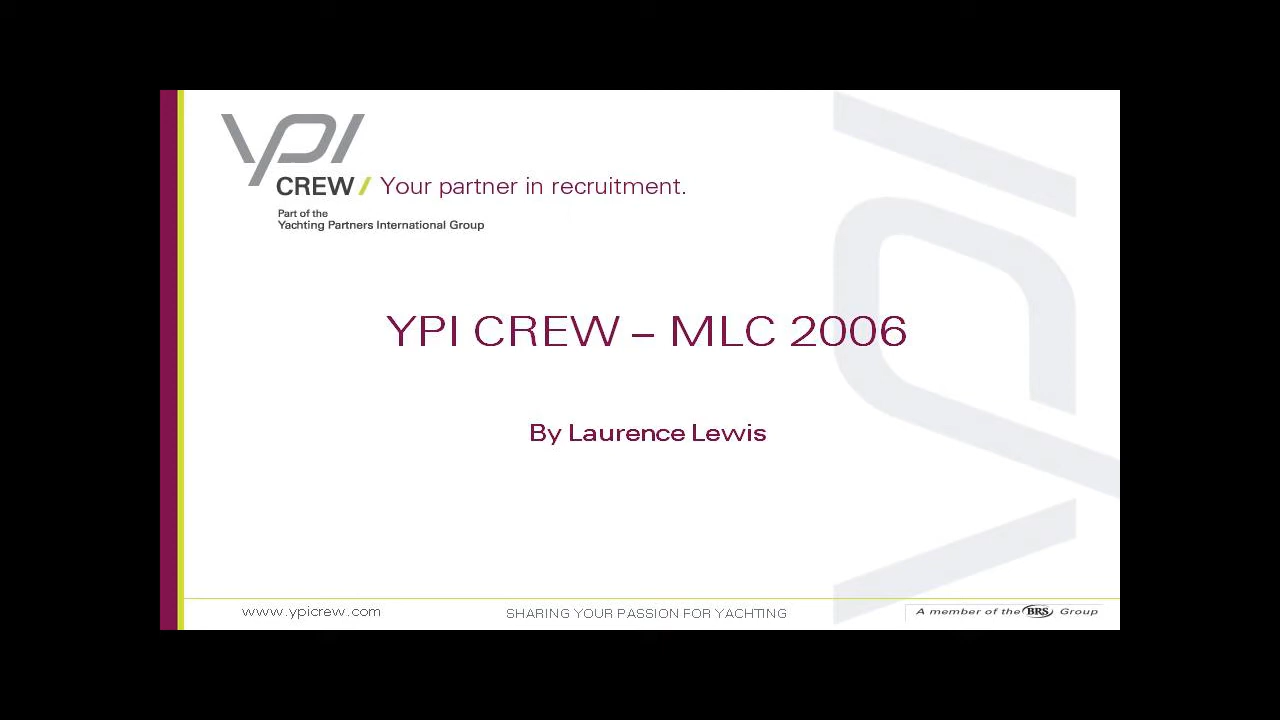 YPI
CREW / Your partner in recruitment.
Part of the
Yachting Partners International Group
YPI CREW – MLC 2006
By Laurence Lewis
www.ypicrew.com
SHARING YOUR PASSION FOR YACHTING
A member of the BRS Group
YPI